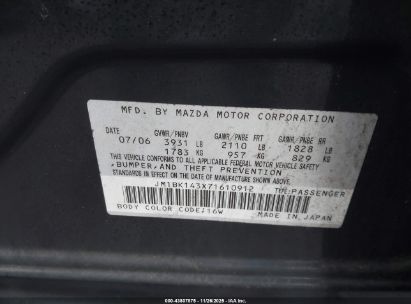 MFD. BY MAZDA MOTOR CORPORATION
GVWR/PNBV GAWR/PNBE FRT GAWR/PNBE RR
07/06 3931 LB 2110 LB 1828 LB
1783 KG 957 KG 829 KG
THIS VEHICLE CONFORMS TO ALL APPLICABLE FEDERAL MOTOR VEHICLE SAFETY
,BUMPER,AND THEFT PREVENTION
STANDARDS IN EFFECT ON THE DATE OF MANUFACTURE SHOWN ABOVE.
JM1BK143X71610912 TYPE:PASSENGER
BODY COLOR CODE:16W MADE IN JAPAN